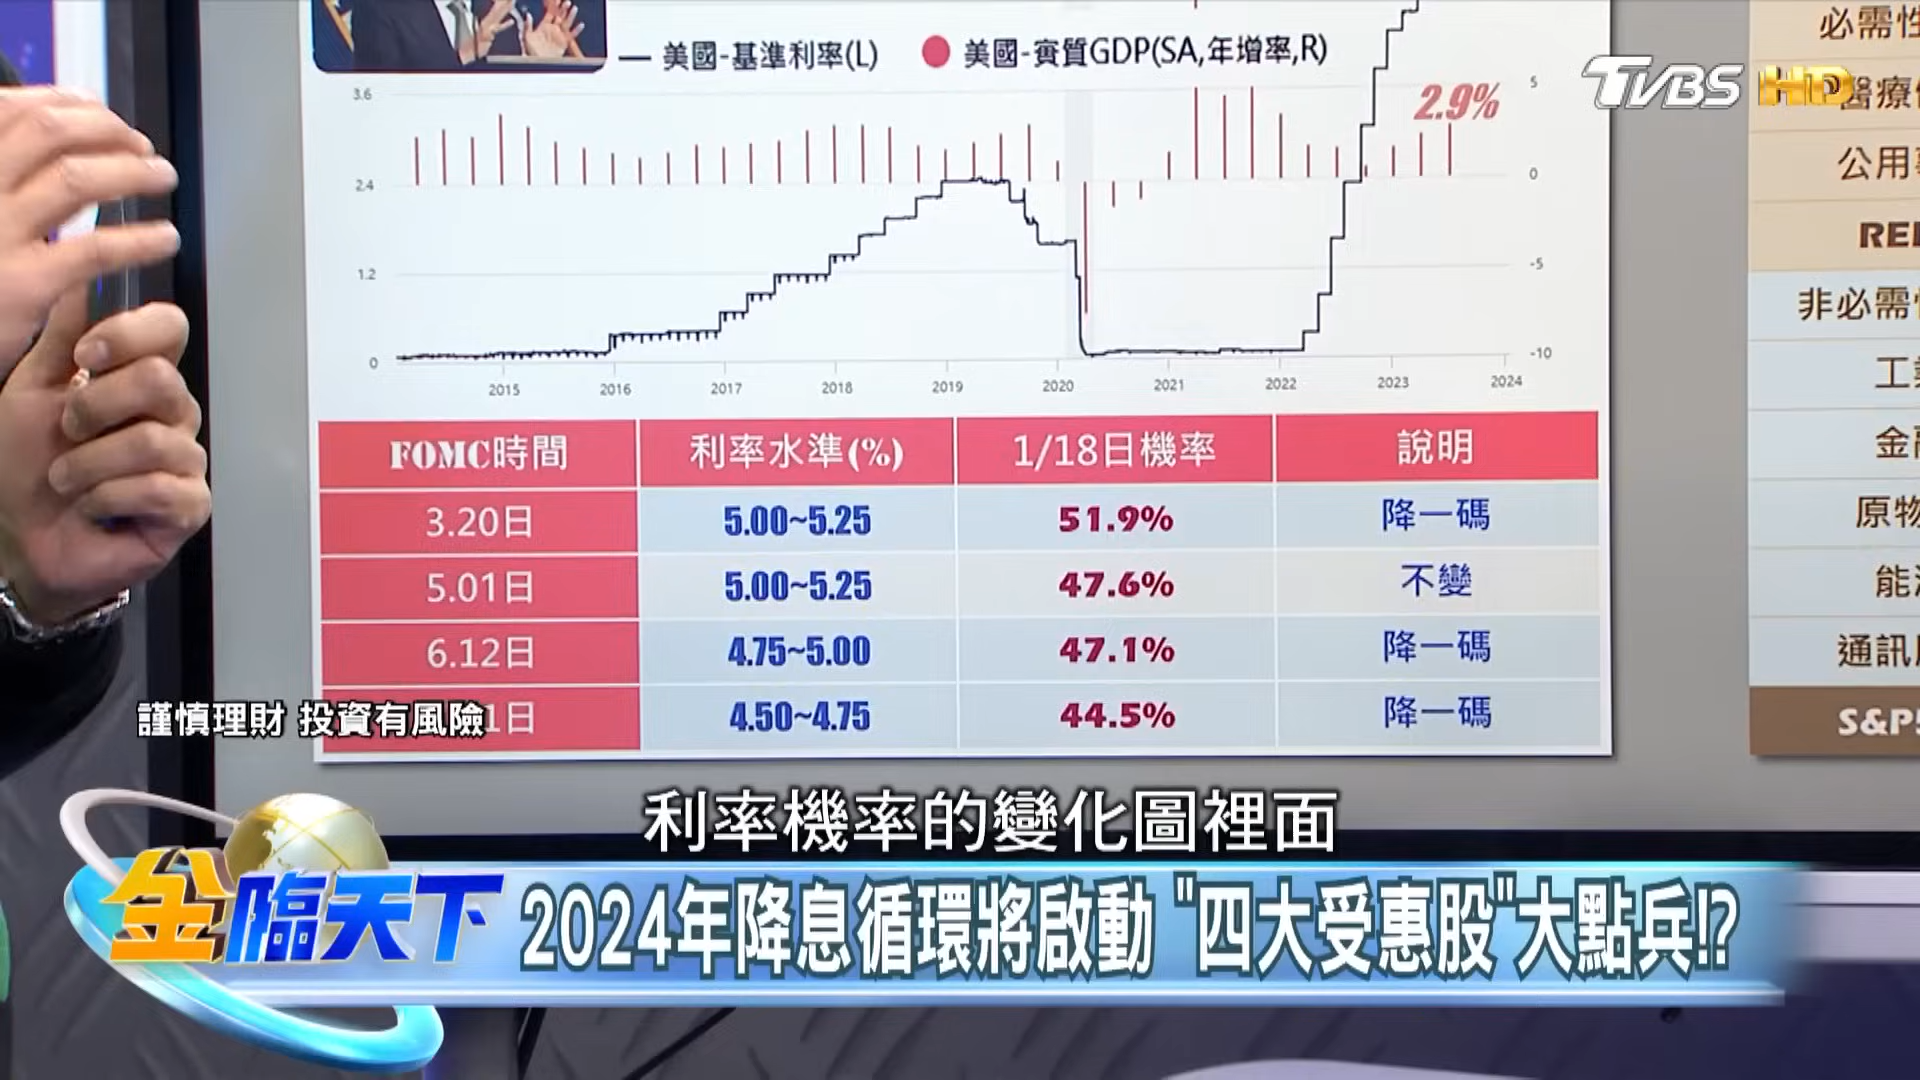 美國-基準利率(L) 美國-實質GDP(SA,年增率,R)
TVBS HD
2.9%
3.6
2.4
1.2
0
5
0
-5
-10
2015 2016 2017 2018 2019 2020 2021 2022 2023 2024
FOMC時間 利率水準(%) 1/18日機率 說明
3.20日 5.00~5.25 51.9% 降一碼
5.01日 5.00~5.25 47.6% 不變
6.12日 4.75~5.00 47.1% 降一碼
1日 4.50~4.75 44.5% 降一碼
必需
醫療
公用
非必需
謹慎理財 投資有風險
利率機率的變化圖裡面
金臨天下
2024年降息循環將啟動 "四大受惠股"大點兵!?